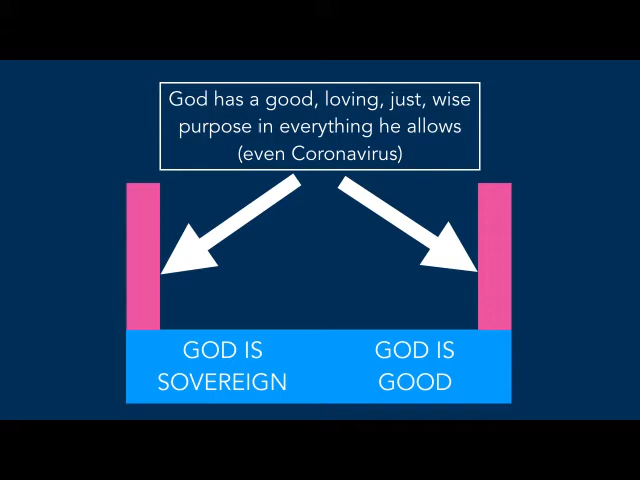 God has a good, loving, just, wise
purpose in everything he allows
(even Coronavirus)
GOD IS
SOVEREIGN
GOD IS
GOOD